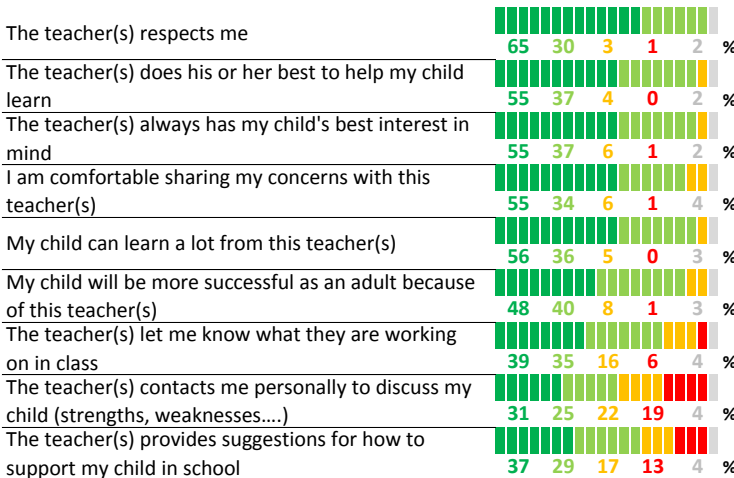 The teacher(s) respects me
65 30 3 1 2 %
The teacher(s) does his or her best to help my child
learn
55 37 4 0 2 %
The teacher(s) always has my child's best interest in
mind
55 37 6 1 2 %
I am comfortable sharing my concerns with this
teacher(s)
55 34 6 1 4 %
My child can learn a lot from this teacher(s)
56 36 5 0 3 %
My child will be more successful as an adult because
of this teacher(s)
48 40 8 1 3 %
The teacher(s) let me know what they are working
on in class
39 35 16 6 4 %
The teacher(s) contacts me personally to discuss my
child (strengths, weaknesses....)
31 25 22 19 4 %
The teacher(s) provides suggestions for how to
support my child in school
37 29 17 13 4 %